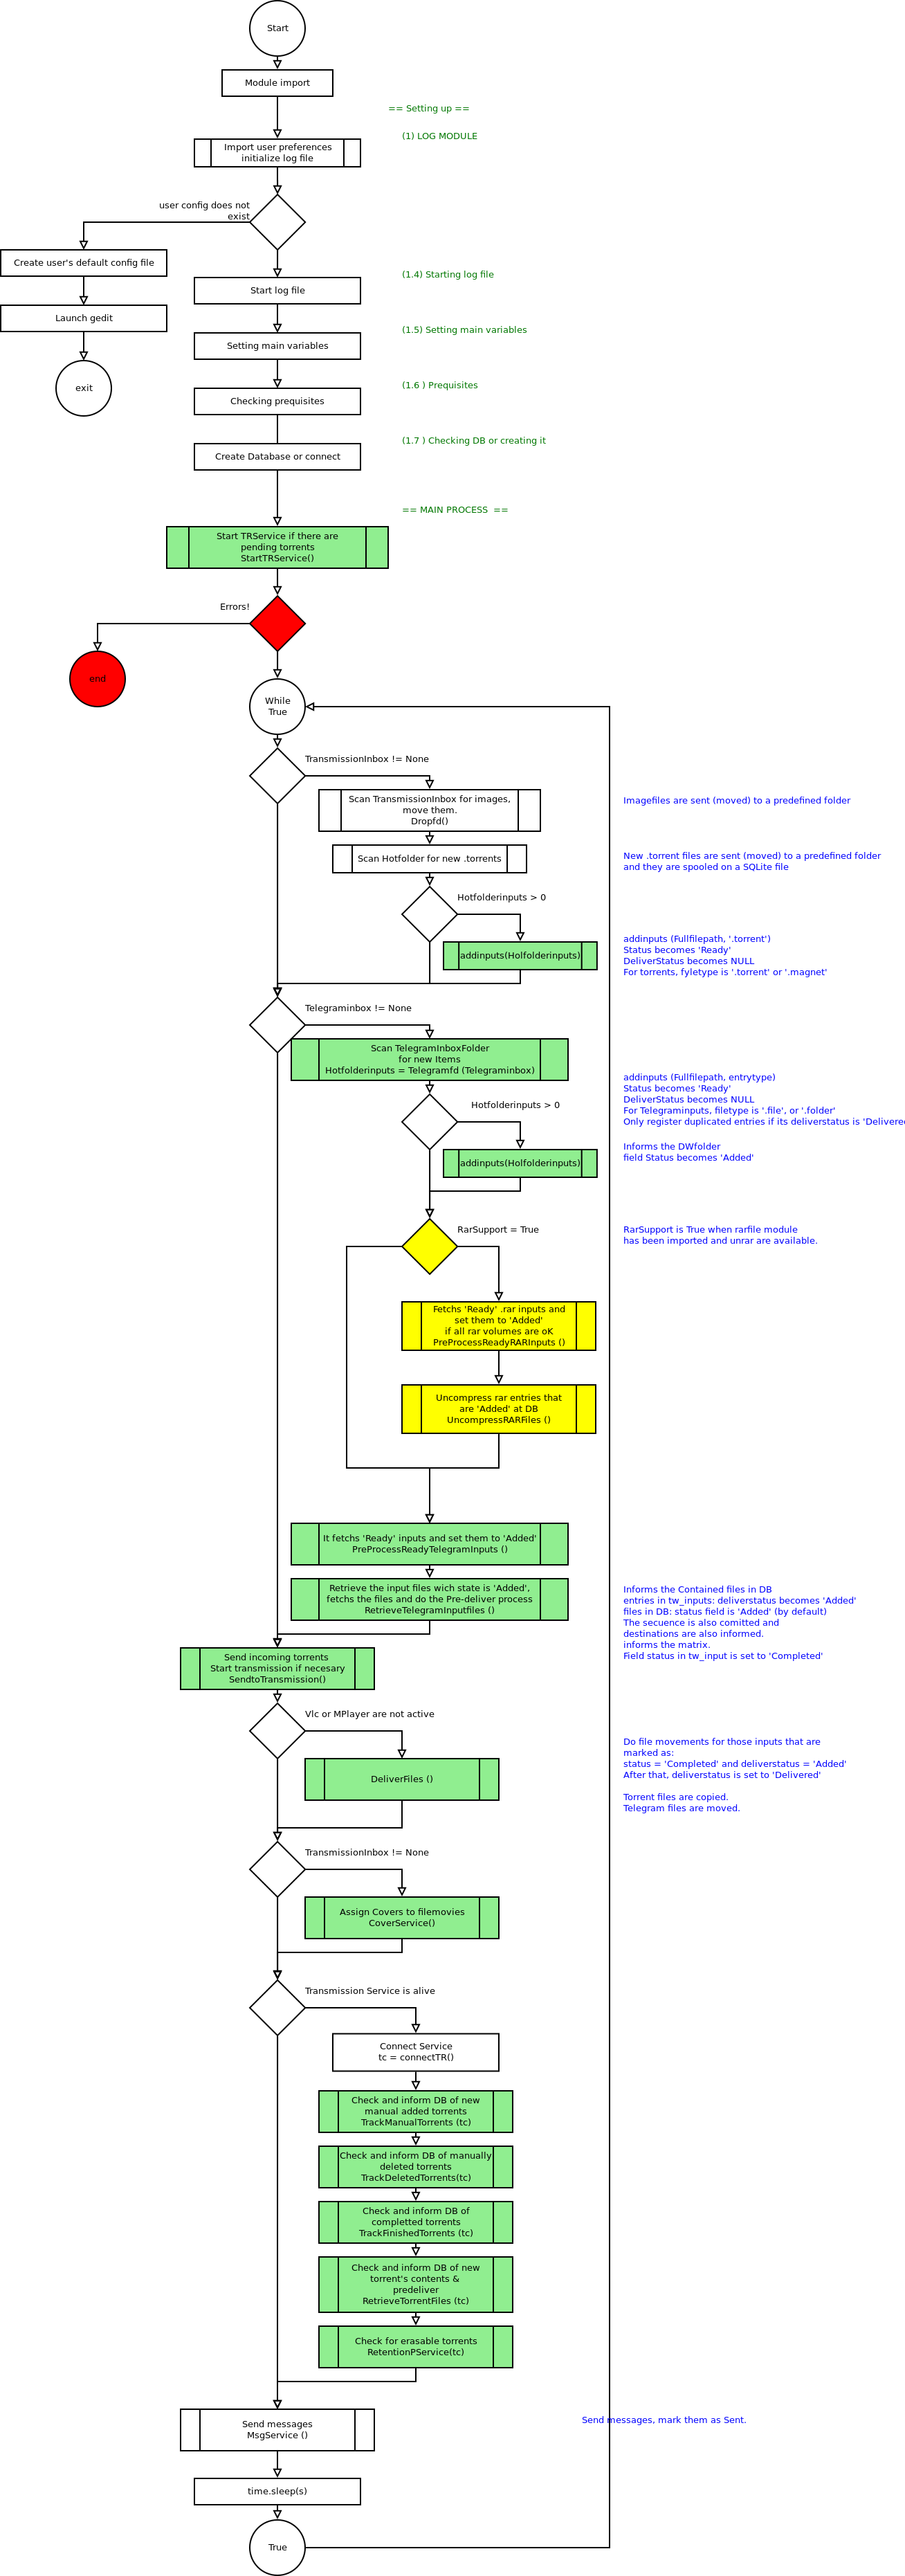 Start
Module import
== Setting up ==
(1) LOG MODULE
Import user preferences
initialize log file
user config does not
exist
Create user's default config file
Launch gedit
exit
(1.4) Starting log file
Start log file
(1.5) Setting main variables
Setting main variables
(1.6 ) Prequisites
Checking prequisites
(1.7 ) Checking DB or creating it
Create Database or connect
== MAIN PROCESS  ==
Start TRService if there are
pending torrents
StartTRService()
Errors!
end
While
True
TransmissionInbox != None
Scan TransmissionInbox for images,
move them.
Dropfd()
Imagefiles are sent (moved) to a predefined folder
Scan Hotfolder for new .torrents
New .torrent files are sent (moved) to a predefined folder
and they are spooled on a SQLite file
Hotfolderinputs > 0
addinputs(Holfolderinputs)
addinputs (Fullfilepath, '.torrent')
Status becomes 'Ready'
DeliverStatus becomes NULL
For torrents, fyletype is '.torrent' or '.magnet'
Telegraminbox != None
Scan TelegramInboxFolder
for new Items
Hotfolderinputs = Telegramfd (Telegraminbox)
Hotfolderinputs > 0
addinputs(Holfolderinputs)
addinputs (Fullfilepath, entrytype)
Status becomes 'Ready'
DeliverStatus becomes NULL
For Telegraminputs, filetype is '.file', or '.folder'
Only register duplicated entries if its deliverstatus is 'Delivere
Informs the DWfolder
field Status becomes 'Added'
RarSupport = True
RarSupport is True when rarfile module
has been imported and unrar are available.
Fetchs 'Ready' .rar inputs and
set them to 'Added'
if all rar volumes are oK
PreProcessReadyRARInputs ()
Uncompress rar entries that
are 'Added' at DB
UncompressRARFiles ()
It fetchs 'Ready' inputs and set them to 'Added'
PreProcessReadyTelegramInputs ()
Retrieve the input files wich state is 'Added',
fetchs the files and do the Pre-deliver process
RetrieveTelegramInputfiles ()
Informs the Contained files in DB
entries in tw_inputs: deliverstatus becomes 'Added'
files in DB: status field is 'Added' (by default)
The secuence is also comitted and
destinations are also informed.
informs the matrix.
Field status in tw_input is set to 'Completed'
Send incoming torrents
Start transmission if necesary
SendtoTransmission()
Vlc or MPlayer are not active
DeliverFiles ()
Do file movements for those inputs that are
marked as:
status = 'Completed' and deliverstatus = 'Added'
After that, deliverstatus is set to 'Delivered'
Torrent files are copied.
Telegram files are moved.
TransmissionInbox != None
Assign Covers to filemovies
CoverService()
Transmission Service is alive
Connect Service
tc = connectTR()
Check and inform DB of new
manual added torrents
TrackManualTorrents (tc)
Check and inform DB of manually
deleted torrents
TrackDeletedTorrents(tc)
Check and inform DB of
completted torrents
TrackFinishedTorrents (tc)
Check and inform DB of new
torrent's contents &
predeliver
RetrieveTorrentFiles (tc)
Check for erasable torrents
RetentionPService(tc)
Send messages
MsgService ()
Send messages, mark them as Sent.
time.sleep(s)
True